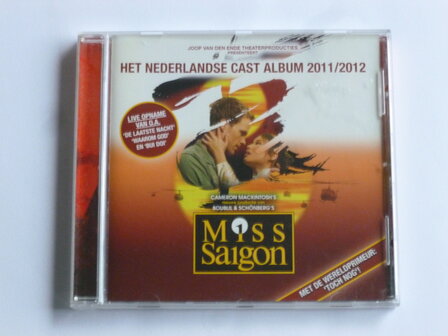 JOOP VAN DEN ENDE THEATERPRODUCTIES
PRESENTEERT
HET NEDERLANDSE CAST ALBUM 2011/2012
LIVE OPNAME
VAN O.A.
'DE LAATSTE NACHT'
'WAAROM GOD'
EN 'BUI DOI'
CAMERON MACKINTOSH'S
BOUBLIL & SCHÖNBERG'S
MISS
Saigon
MET DE WERELDPRIMEUR:
'TOCH NOG'!